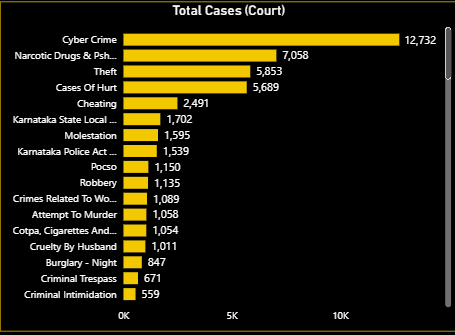 Total Cases (Court)
Cyber Crime 12,732
Narcotic Drugs & Psh... 7,058
Theft 5,853
Cases Of Hurt 5,689
Cheating 2,491
Karnataka State Local ... 1,702
Molestation 1,595
Karnataka Police Act ... 1,539
Pocso 1,150
Robbery 1,135
Crimes Related To Wo... 1,089
Attempt To Murder 1,058
Cotpa, Cigarettes And... 1,054
Cruelty By Husband 1,011
Burglary - Night 847
Criminal Trespass 671
Criminal Intimidation 559
0K 5K 10K